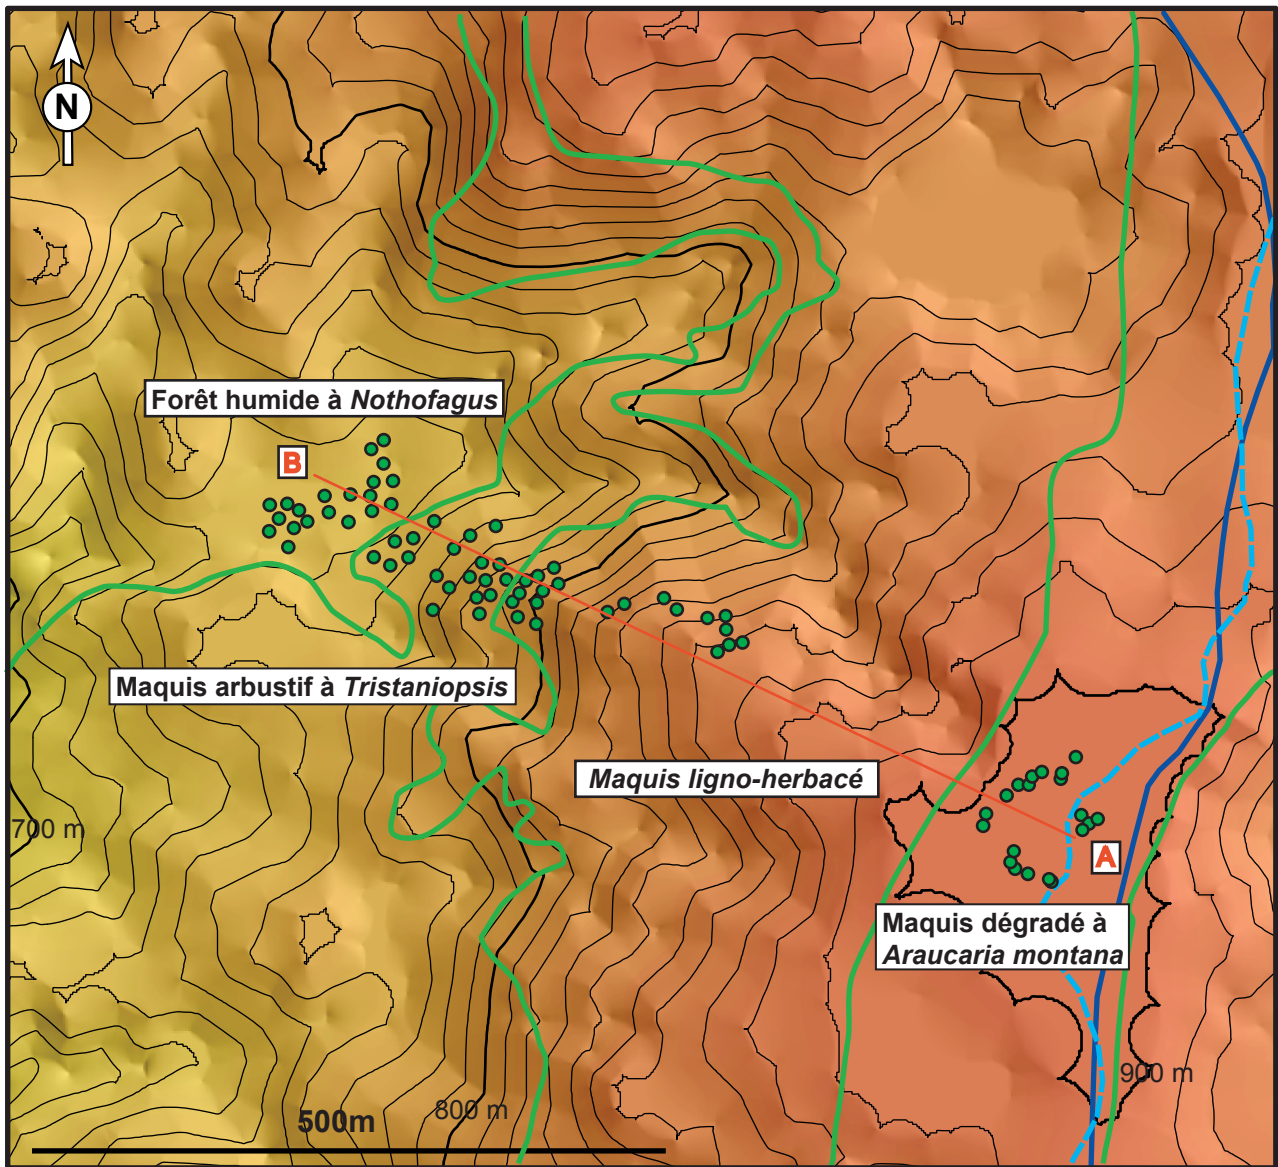 N
Forêt humide à Nothofagus
B
Maquis arbustif à Tristaniopsis
Maquis ligno-herbacé
700 m
A
Maquis dégradé à
Araucaria montana
900 m
800 m
500m